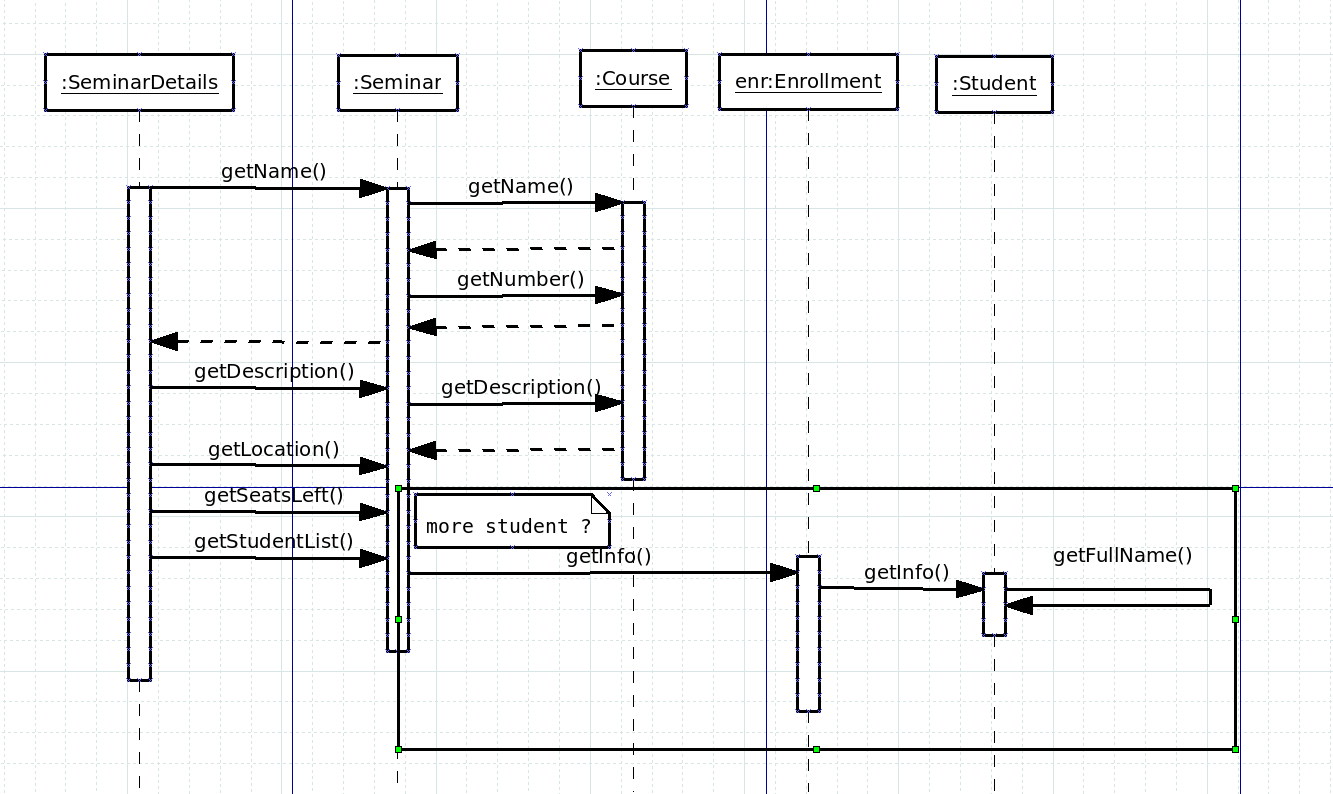 :SeminarDetails
:Seminar
:Course
enr:Enrollment
:Student
getName()
getName()
getNumber()
getDescription()
getDescription()
getLocation()
getSeatsLeft()
more student ?
getStudentList()
getInfo()
getInfo()
getFullName()